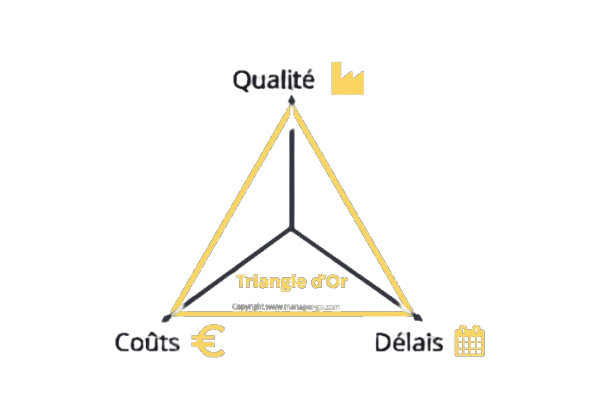 Qualité
Triangle d'Or
Copyright www.manager-go.com
Coûts €
Délais